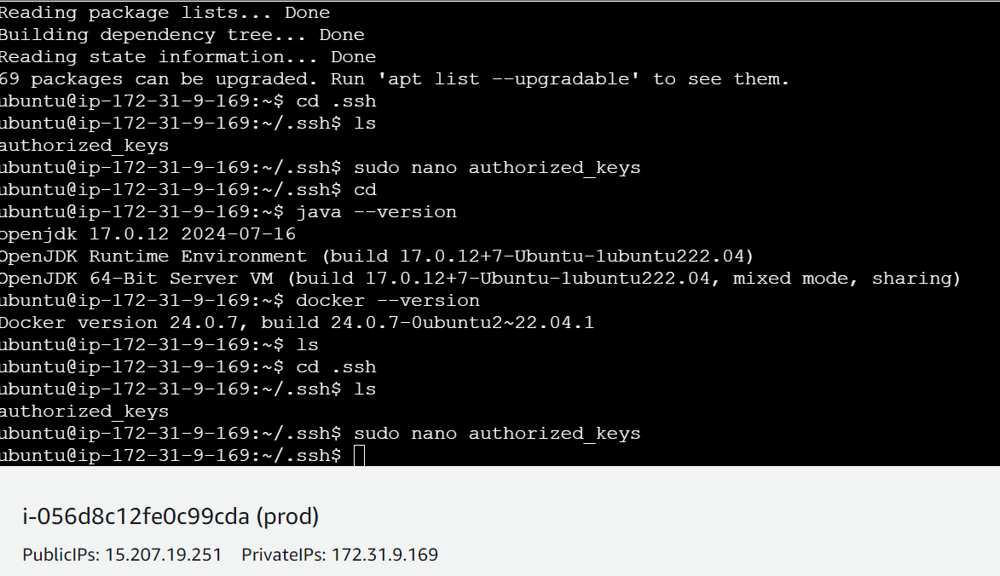 Reading package lists... Done
Building dependency tree... Done
Reading state information... Done
69 packages can be upgraded. Run 'apt list --upgradable' to see them.
ubuntu@ip-172-31-9-169:~$ cd .ssh
ubuntu@ip-172-31-9-169:~/.ssh$ ls
authorized_keys
ubuntu@ip-172-31-9-169:~/.ssh$ sudo nano authorized_keys
ubuntu@ip-172-31-9-169:~/.ssh$ cd
ubuntu@ip-172-31-9-169:~$ java --version
openjdk 17.0.12 2024-07-16
OpenJDK Runtime Environment (build 17.0.12+7-Ubuntu-1ubuntu222.04)
OpenJDK 64-Bit Server VM (build 17.0.12+7-Ubuntu-1ubuntu222.04, mixed mode, sharing)
ubuntu@ip-172-31-9-169:~$ docker --version
Docker version 24.0.7, build 24.0.7-0ubuntu2~22.04.1
ubuntu@ip-172-31-9-169:~$ ls
ubuntu@ip-172-31-9-169:~$ cd .ssh
ubuntu@ip-172-31-9-169:~/.ssh$ ls
authorized_keys
ubuntu@ip-172-31-9-169:~/.ssh$ sudo nano authorized_keys
ubuntu@ip-172-31-9-169:~/.ssh$
i-056d8c12fe0c99cda (prod)
PublicIPs: 15.207.19.251 PrivateIPs: 172.31.9.169